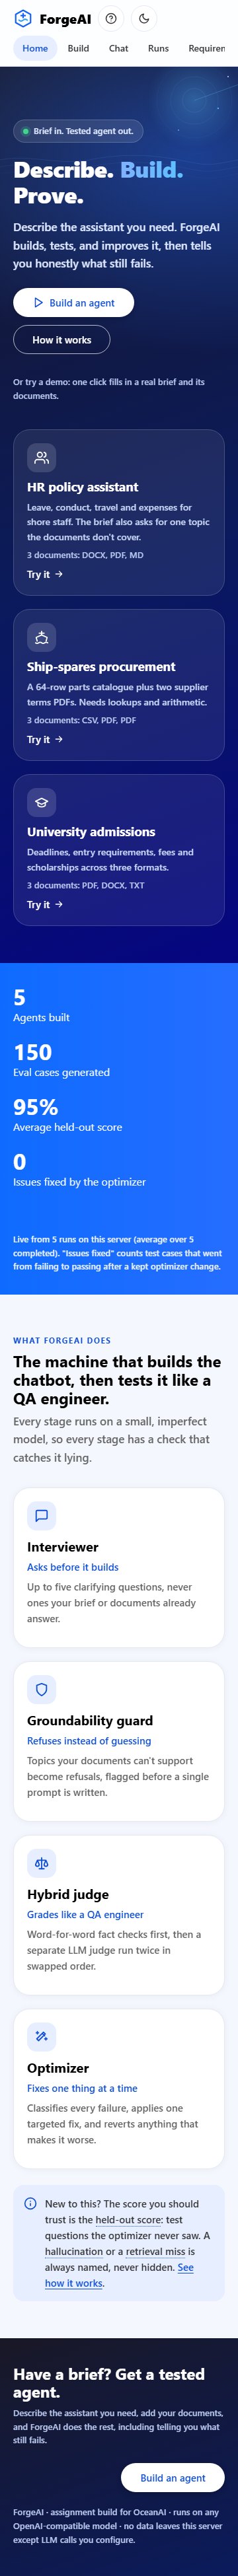 ForgeAI
Home Build Chat Runs Requiren
Brief in. Tested agent out.
Describe. Build.
Prove.
Describe the assistant you need. ForgeAI
builds, tests, and improves it, then tells
you honestly what still fails.
Build an agent
How it works
Or try a demo: one click fills in a real brief and its
documents.
HR policy assistant
Leave, conduct, travel and expenses for
shore staff. The brief also asks for one topic
the documents don't cover.
3 documents: DOCX, PDF, MD
Try it →
Ship-spares procurement
A 64-row parts catalogue plus two supplier
terms PDFs. Needs lookups and arithmetic.
3 documents: CSV, PDF, PDF
Try it →
University admissions
Deadlines, entry requirements, fees and
scholarships across three formats.
3 documents: PDF, DOCX, TXT
Try it →
5
Agents built
150
Eval cases generated
95%
Average held-out score
0
Issues fixed by the optimizer
Live from 5 runs on this server (average over 5
completed). "Issues fixed" counts test cases that went
from failing to passing after a kept optimizer change.
WHAT FORGEAI DOES
The machine that builds the
chatbot, then tests it like a
QA engineer.
Every stage runs on a small, imperfect
model, so every stage has a check that
catches it lying.
Interviewer
Asks before it builds
Up to five clarifying questions, never
ones your brief or documents already
answer.
Groundability guard
Refuses instead of guessing
Topics your documents can't support
become refusals, flagged before a single
prompt is written.
Hybrid judge
Grades like a QA engineer
Word-for-word fact checks first, then a
separate LLM judge run twice in
swapped order.
Optimizer
Fixes one thing at a time
Classifies every failure, applies one
targeted fix, and reverts anything that
makes it worse.
New to this? The score you should
trust is the held-out score: test
questions the optimizer never saw. A
hallucination or a retrieval miss is
always named, never hidden. See
how it works.
Have a brief? Get a tested
agent.
Describe the assistant you need, add your documents,
and ForgeAI does the rest, including telling you what
still fails.
Build an agent
ForgeAI · assignment build for OceanAI · runs on any
OpenAI-compatible model · no data leaves this server
except LLM calls you configure.